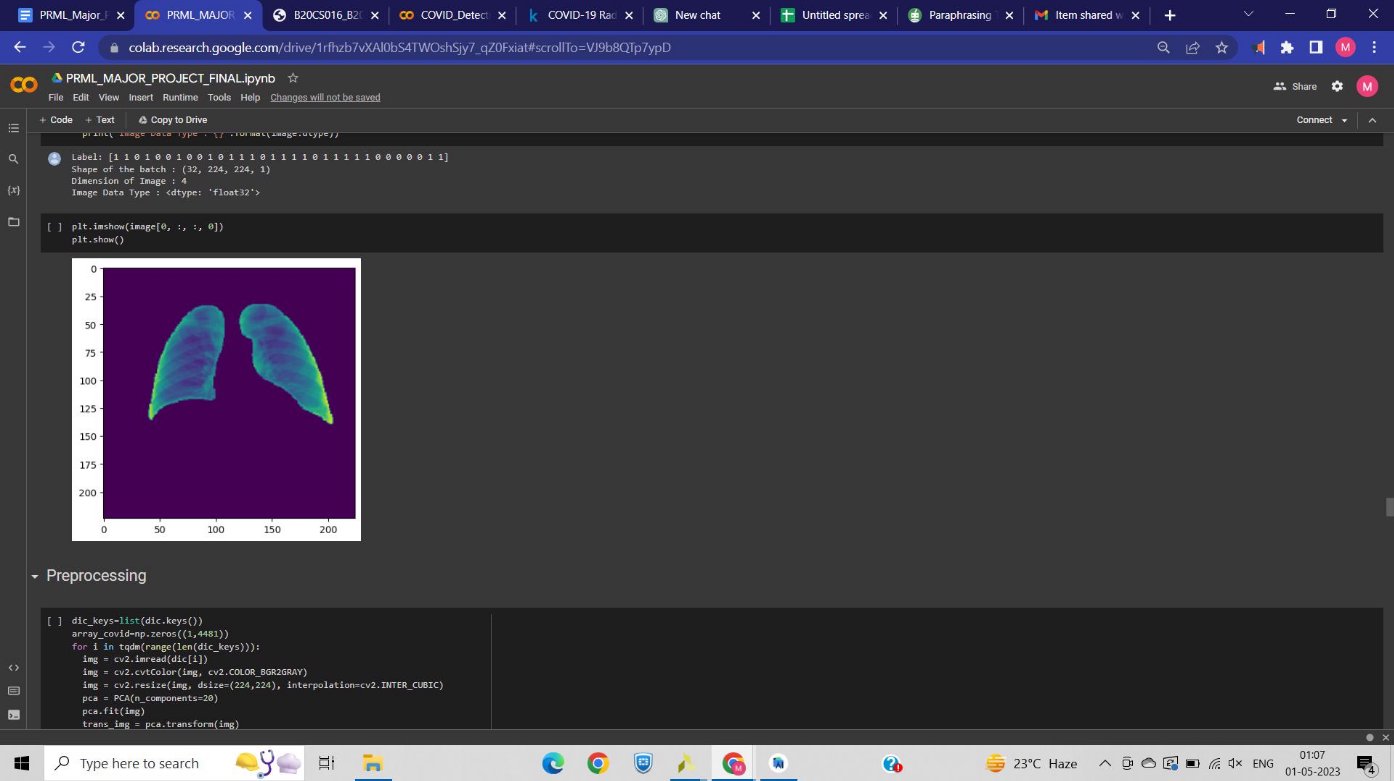 PRML_Major_
PRML_MAJOR
B20CS016_B20
COVID_Detect
COVID-19 Rad
New chat
Untitled sprea
Paraphrasing T
Item shared w
colab.research.google.com/drive/1rfhzb7vXAl0bS4TWOshSjy7_qZ0Fxiat#scrollTo=VJ9b8QTp7ypD
M
PRML_MAJOR_PROJECT_FINAL.ipynb
Share
M
File Edit View Insert Runtime Tools Help Changes will not be saved
+ Code + Text Copy to Drive
Connect
print( "Image Data Type : {}".format(image.dtype))
Label: [1 1 0 1 0 0 1 0 0 1 0 1 1 1 0 1 1 1 1 0 1 1 1 1 1 0 0 0 0 0 1 1]
Shape of the batch : (32, 224, 224, 1)
Dimension of Image : 4
Image Data Type : <dtype: 'float32'>
[ ] plt.imshow(image[0, :, :, 0])
plt.show()
0
25
50
75
100
125
150
175
200
0 50 100 150 200
Preprocessing
[ ] dic_keys=list(dic.keys())
array_covid=np.zeros((1,4481))
for i in tqdm(range(len(dic_keys))):
img = cv2.imread(dic[i])
img = cv2.cvtColor(img, cv2.COLOR_BGR2GRAY)
img = cv2.resize(img, dsize=(224,224), interpolation=cv2.INTER_CUBIC)
pca = PCA(n_components=20)
pca.fit(img)
trans_img = pca.transform(img)
Type here to search
23°C Haze
ENG
01:07
01-05-2023
4